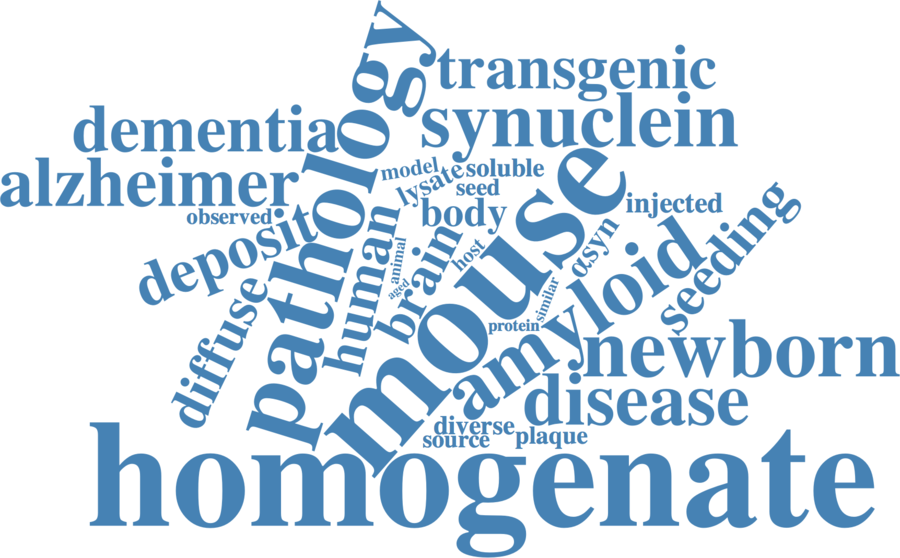 pathology
transgenic
synuclein
dementia
alzheimer
model
soluble
lysate
seed
observed
body
injected
deposit
human
animal
aged
brain
host
mouse
αsyn
seeding
similar
amyloid
protein
diffuse
newborn
disease
diverse
source
plaque
homogenate